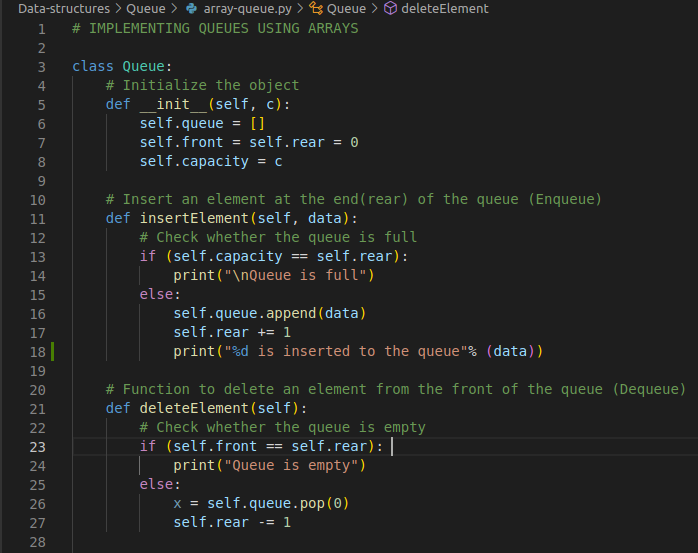 Data-structures > Queue > array-queue.py > Queue > deleteElement
1 # IMPLEMENTING QUEUES USING ARRAYS
2
3 class Queue:
4     # Initialize the object
5     def __init__(self, c):
6         self.queue = []
7         self.front = self.rear = 0
8         self.capacity = c
9
10     # Insert an element at the end(rear) of the queue (Enqueue)
11     def insertElement(self, data):
12         # Check whether the queue is full
13         if (self.capacity == self.rear):
14             print("\nQueue is full")
15         else:
16             self.queue.append(data)
17             self.rear += 1
18             print("%d is inserted to the queue"% (data))
19
20     # Function to delete an element from the front of the queue (Dequeue)
21     def deleteElement(self):
22         # Check whether the queue is empty
23         if (self.front == self.rear):
24             print("Queue is empty")
25         else:
26             x = self.queue.pop(0)
27             self.rear -= 1
28